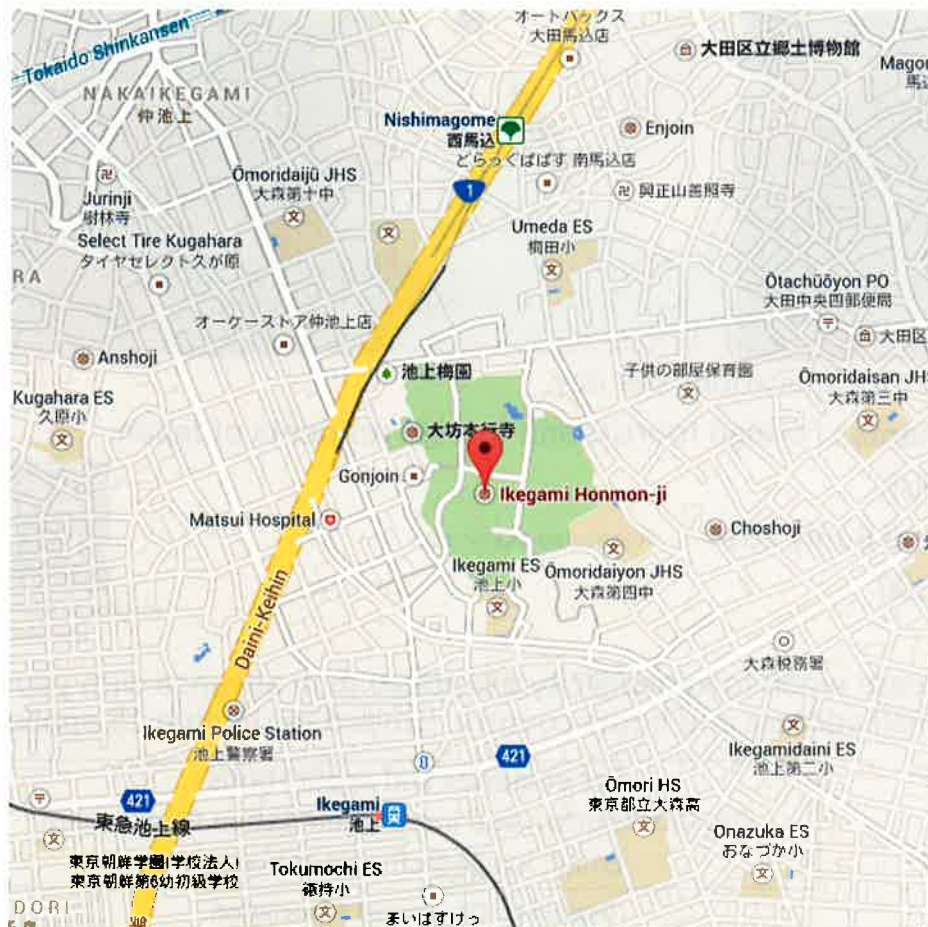 Tokaido Shinkansen
オートバックス
大田馬込店
大田区立郷土博物館
Magom
馬込
NAKAIKEGAMI
仲池上
Nishimagome
西馬込
Enjoin
どらっぐぱぱす 南馬込店
Jurinji
樹林寺
Ōmoridaijū JHS
大森第十中
1
興正山善照寺
Select Tire Kugahara
タイヤセレクト久が原
Umeda ES
梅田小
RA
Ōtachūōyon PO
大田中央四郵便局
オーケーストア仲池上店
大田区
Anshoji
池上梅園
子供の部屋保育園
Ōmoridaisan JHS
大森第三中
Kugahara ES
久原小
大坊本行寺
Gonjoin
Ikegami Honmon-ji
Matsui Hospital
Choshoji
Ikegami ES
池上小
Ōmoridaiyon JHS
大森第四中
Daini-Keihin
大森税務署
Ikegami Police Station
池上警察署
421
Ikegamidaini ES
池上第二小
421
東急池上線
Ikegami
池上
Ōmori HS
東京都立大森高
Onazuka ES
おなづか小
東京朝鮮学園(学校法人)
東京朝鮮第6幼初級学校
Tokumochi ES
徳持小
まいばすけっ
DORI